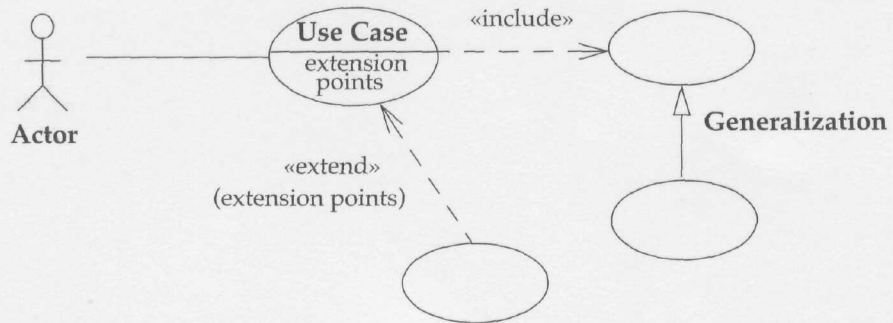 «include»
Use Case
extension
points
Actor
Generalization
«extend»
(extension points)